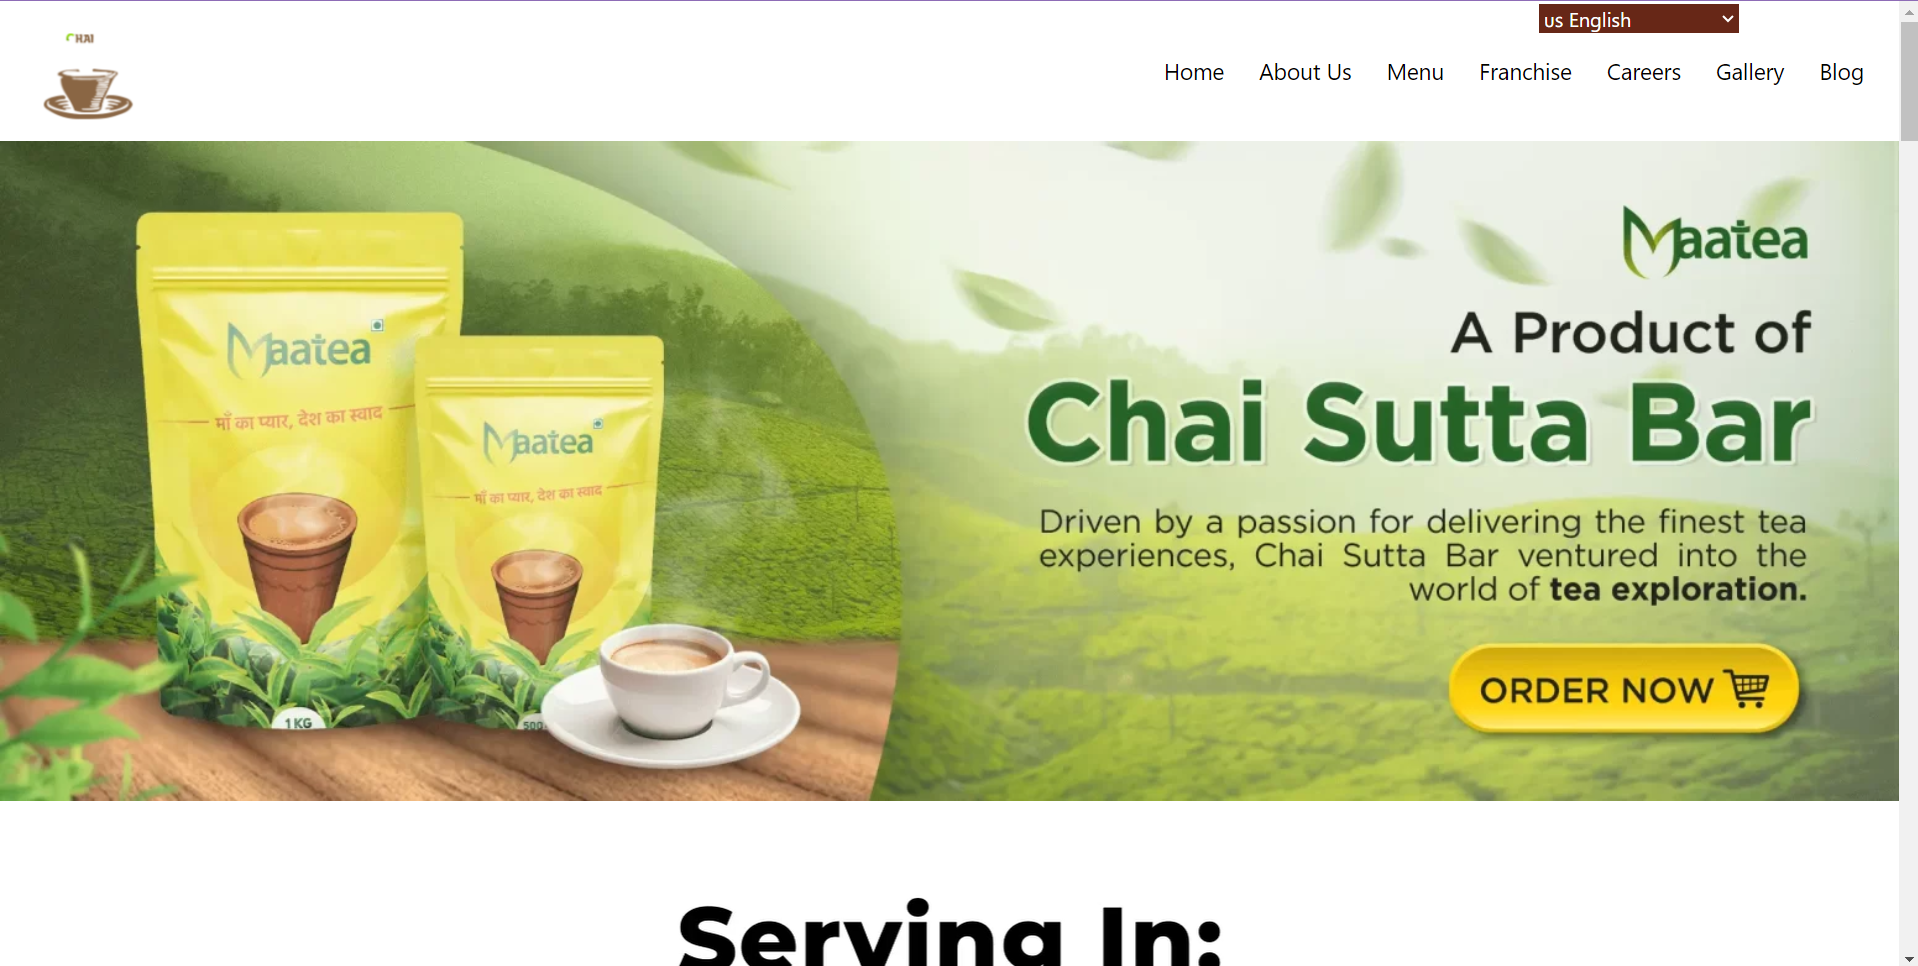 us English
CHAI
Home About Us Menu Franchise Careers Gallery Blog
Maatea
माँ का प्यार, देश का स्वाद
1 KG
Maatea
माँ का प्यार, देश का स्वाद
500
Maatea
A Product of
Chai Sutta Bar
Driven by a passion for delivering the finest tea
experiences, Chai Sutta Bar ventured into the
world of tea exploration.
ORDER NOW
Serving In: